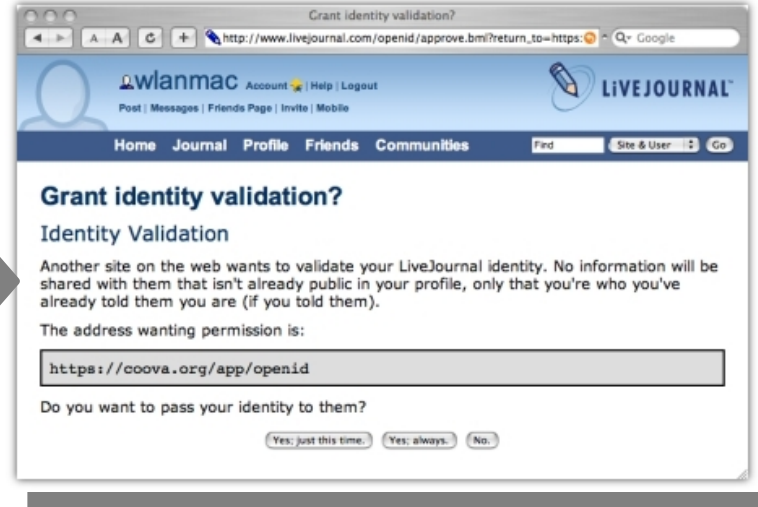 Grant identity validation?
A A C + http://www.livejournal.com/openid/approve.bml?return_to=https: Google
wlanmac Account | Help | Logout
Post | Messages | Friends Page | Invite | Mobile
LiVEJOURNAL™
Home Journal Profile Friends Communities Find Site & User Go
Grant identity validation?
Identity Validation
Another site on the web wants to validate your LiveJournal identity. No information will be
shared with them that isn't already public in your profile, only that you're who you've
already told them you are (if you told them).
The address wanting permission is:
https://coova.org/app/openid
Do you want to pass your identity to them?
Yes; just this time. Yes; always. No.